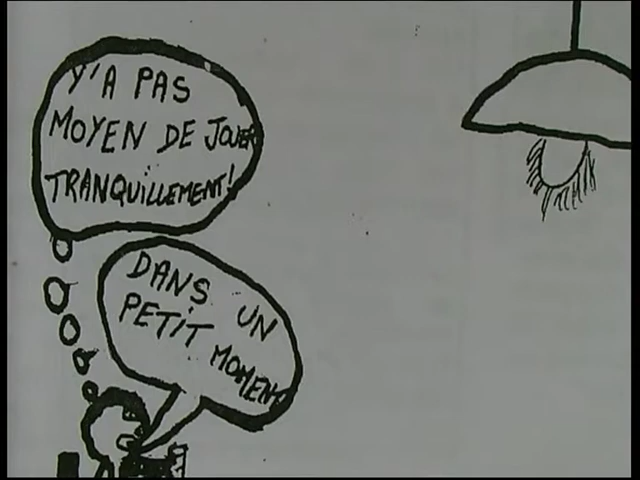 Y'A PAS
MOYEN DE JOUER
TRANQUILLEMENT!
DANS UN
PETIT MOMENT